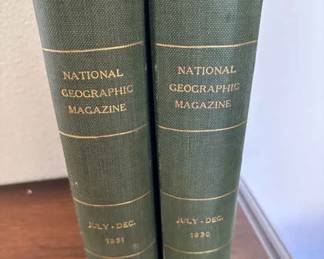 NATIONAL
GEOGRAPHIC
MAGAZINE
JULY - DEC.
1931
NATIONAL
GEOGRAPHIC
MAGAZINE
JULY - DEC.
1930